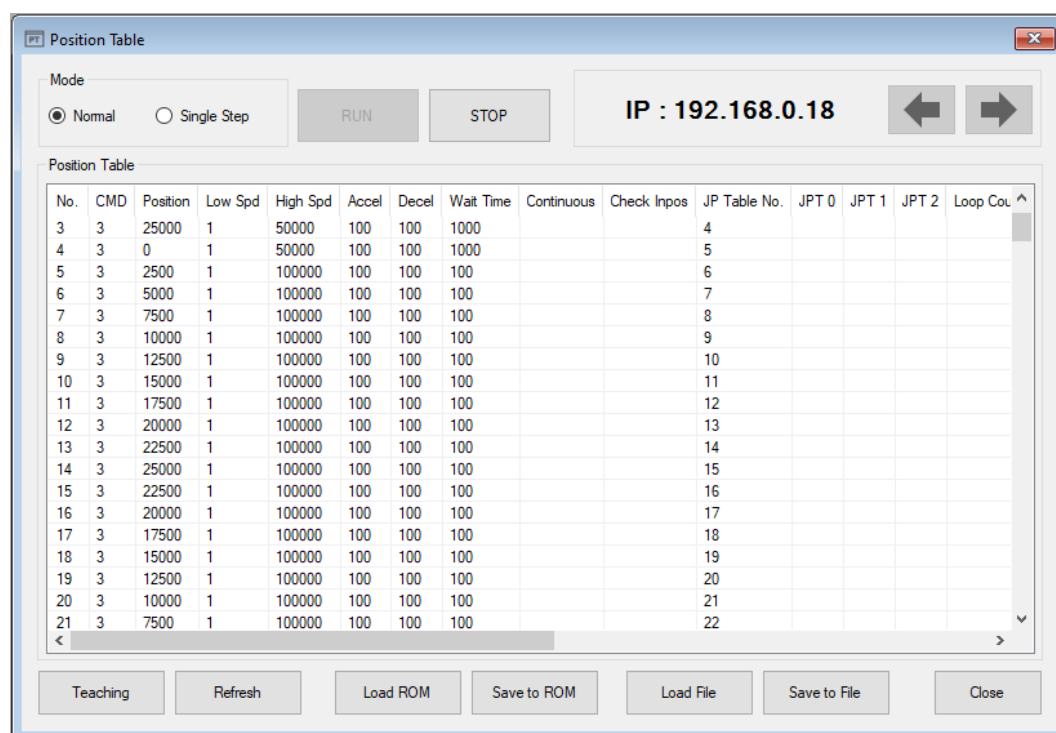 PT Position Table
Mode
Normal Single Step RUN STOP IP : 192.168.0.18
Position Table
No. CMD Position Low Spd High Spd Accel Decel Wait Time Continuous Check Inpos JP Table No. JPT 0 JPT 1 JPT 2 Loop Cou
3 3 25000 1 50000 100 100 1000 4
4 3 0 1 50000 100 100 1000 5
5 3 2500 1 100000 100 100 100 6
6 3 5000 1 100000 100 100 100 7
7 3 7500 1 100000 100 100 100 8
8 3 10000 1 100000 100 100 100 9
9 3 12500 1 100000 100 100 100 10
10 3 15000 1 100000 100 100 100 11
11 3 17500 1 100000 100 100 100 12
12 3 20000 1 100000 100 100 100 13
13 3 22500 1 100000 100 100 100 14
14 3 25000 1 100000 100 100 100 15
15 3 22500 1 100000 100 100 100 16
16 3 20000 1 100000 100 100 100 17
17 3 17500 1 100000 100 100 100 18
18 3 15000 1 100000 100 100 100 19
19 3 12500 1 100000 100 100 100 20
20 3 10000 1 100000 100 100 100 21
21 3 7500 1 100000 100 100 100 22
Teaching Refresh Load ROM Save to ROM Load File Save to File Close